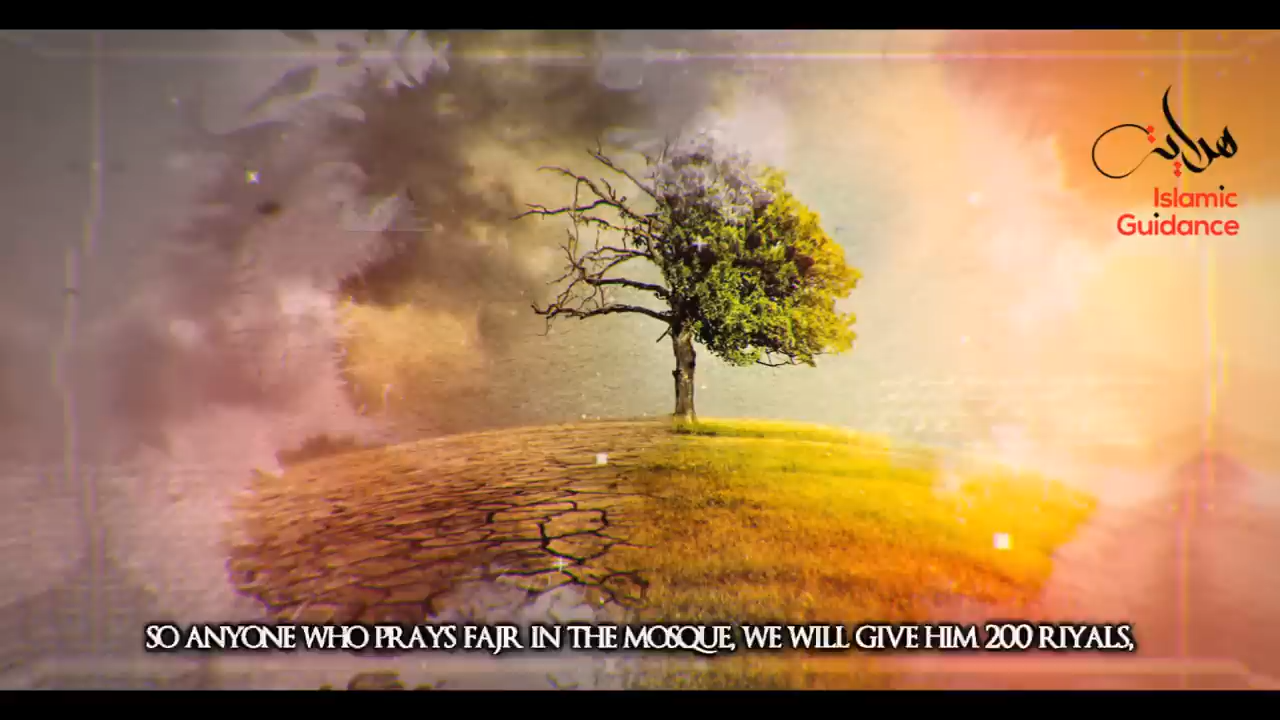 هداية
Islamic
Guidance
SO ANYONE WHO PRAYS FAJR IN THE MOSQUE, WE WILL GIVE HIM 200 RIYALS,